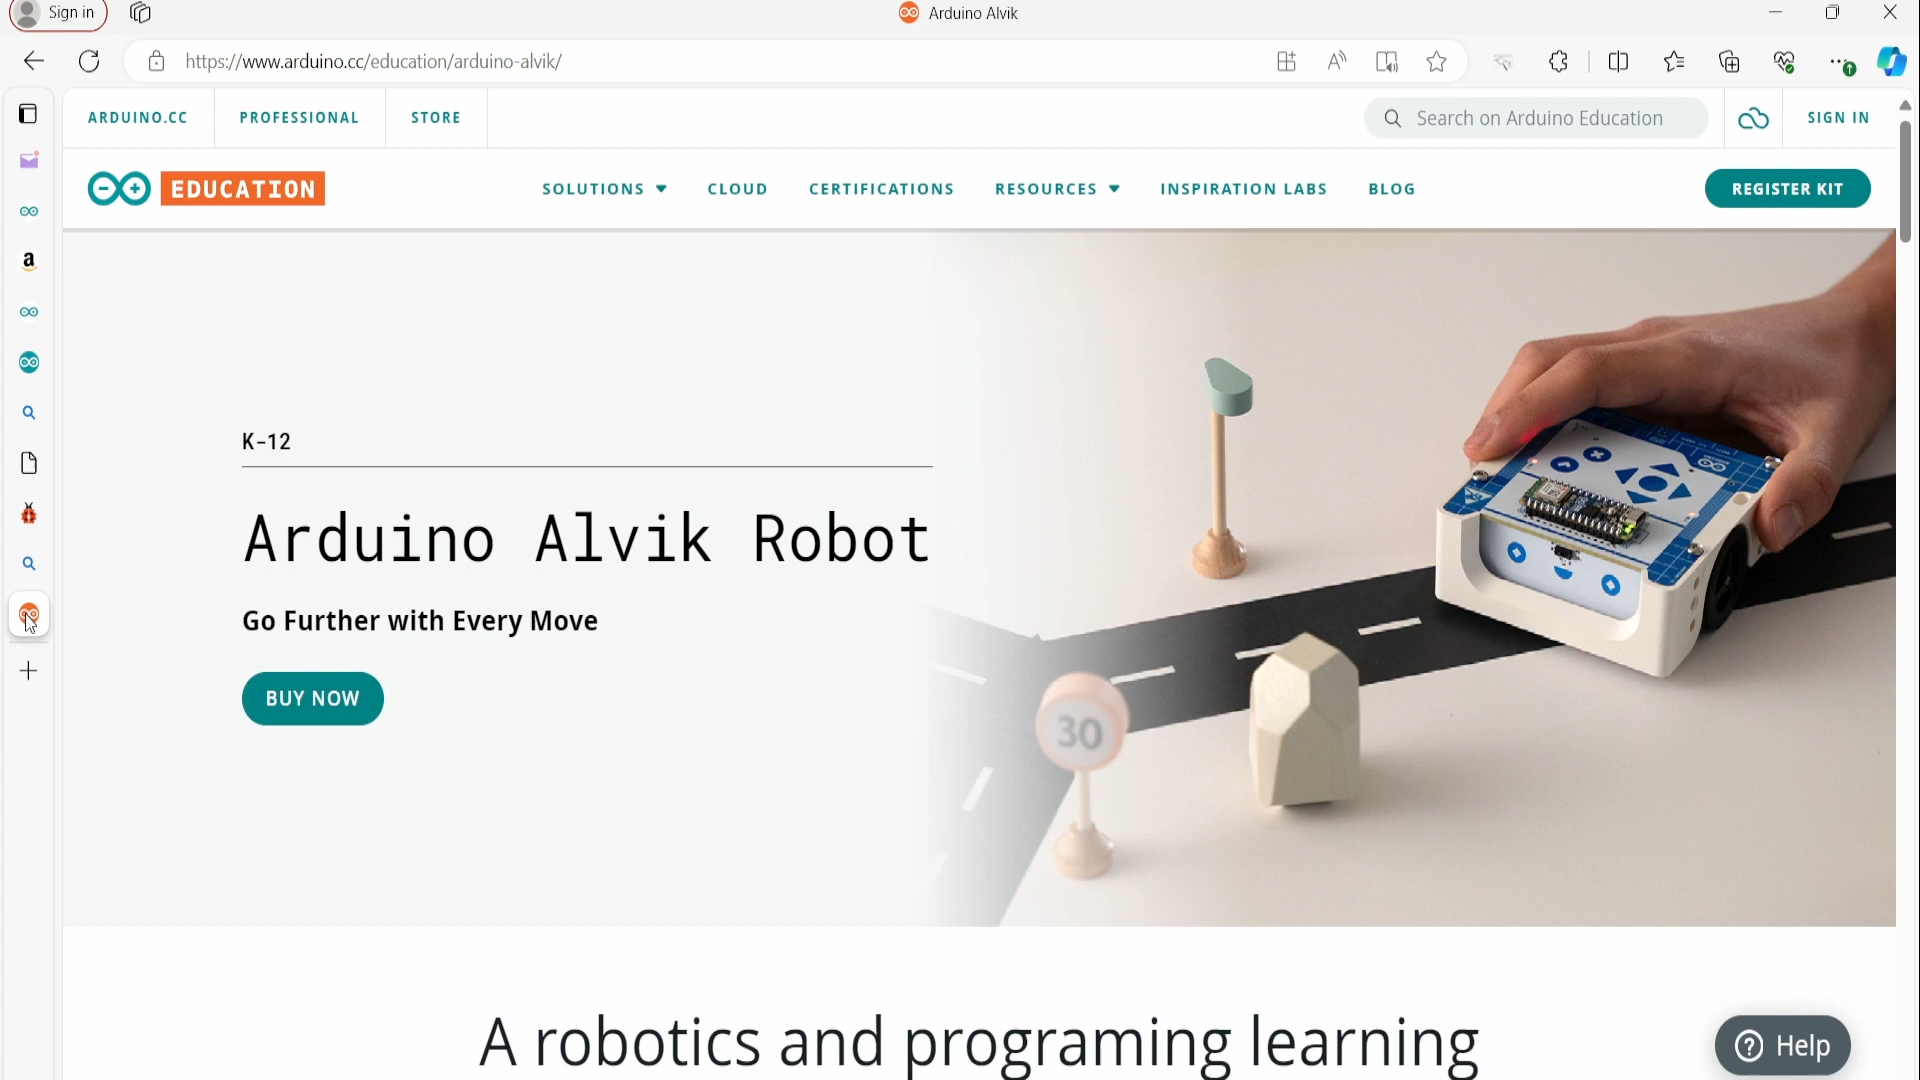 Sign in
Arduino Alvik
https://www.arduino.cc/education/arduino-alvik/
ARDUINO.CC
PROFESSIONAL
STORE
Search on Arduino Education
SIGN IN
EDUCATION
SOLUTIONS
CLOUD
CERTIFICATIONS
RESOURCES
INSPIRATION LABS
BLOG
REGISTER KIT
K-12
Arduino Alvik Robot
Go Further with Every Move
BUY NOW
30
A robotics and programing learning
Help